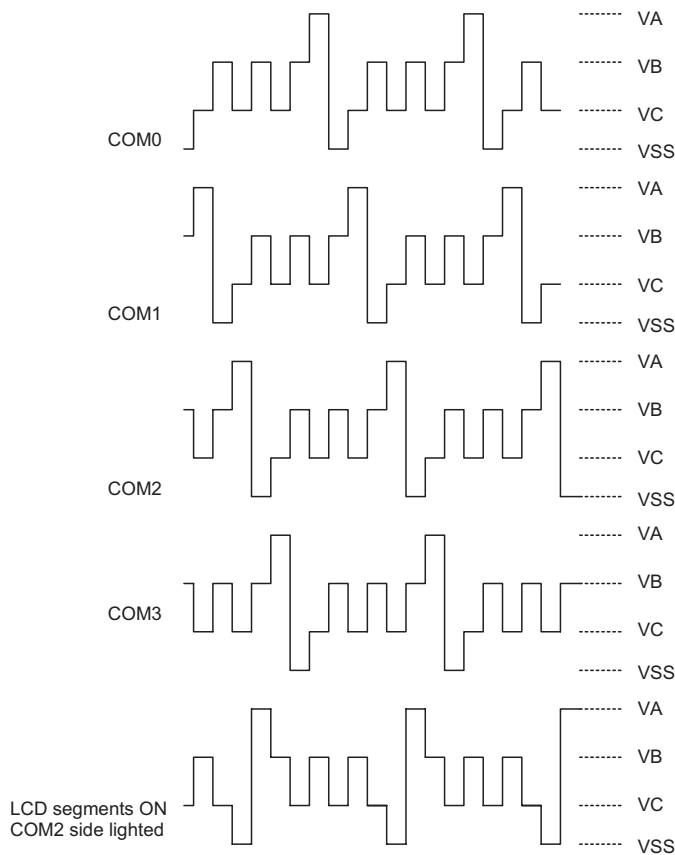 VA
VB
VC
COM0
VSS
VA
VB
VC
COM1
VSS
VA
VB
VC
COM2
VSS
VA
VB
COM3
VC
VSS
VA
VB
LCD segments ON
VC
COM2 side lighted
VSS